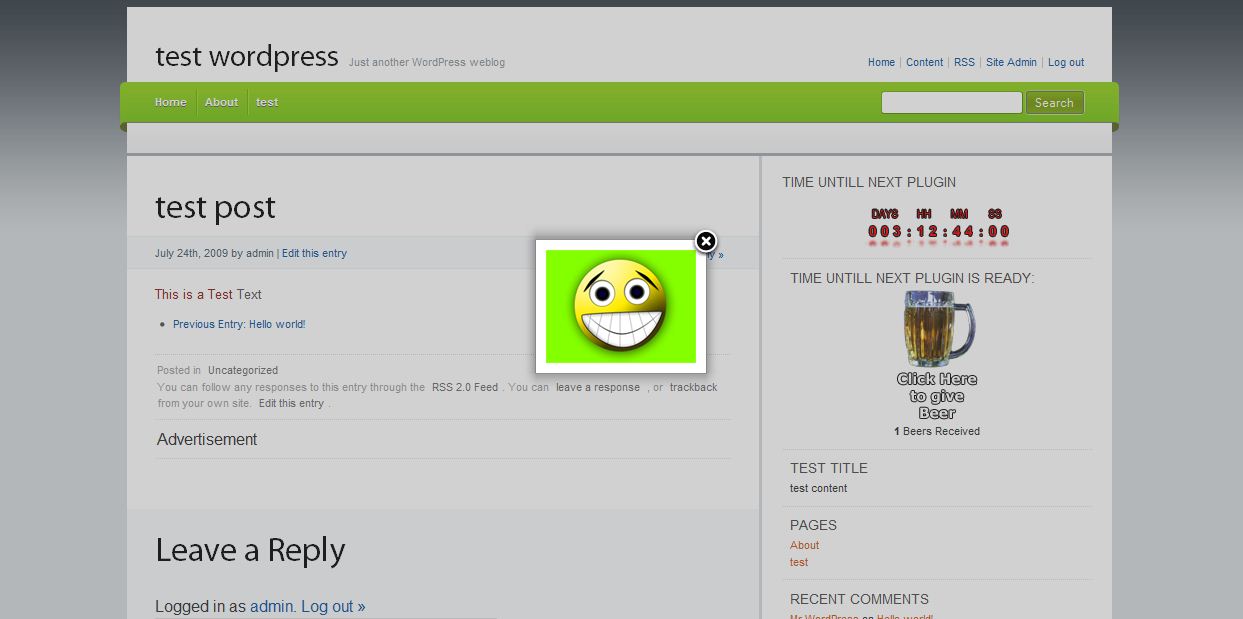 test wordpress Just another WordPress weblog
Home | Content | RSS | Site Admin | Log out
Home About test
Search
test post
July 24th, 2009 by admin | Edit this entry
»
This is a Test Text
• Previous Entry: Hello world!
Posted in Uncategorized
You can follow any responses to this entry through the RSS 2.0 Feed . You can leave a response , or trackback
from your own site. Edit this entry .
Advertisement
Leave a Reply
Logged in as admin. Log out »
TIME UNTILL NEXT PLUGIN
DAYS HH MM SS
003:12:44:00
TIME UNTILL NEXT PLUGIN IS READY:
Click Here
to give
Beer
1 Beers Received
TEST TITLE
test content
PAGES
About
test
RECENT COMMENTS
Mr WordPress on Hello world!